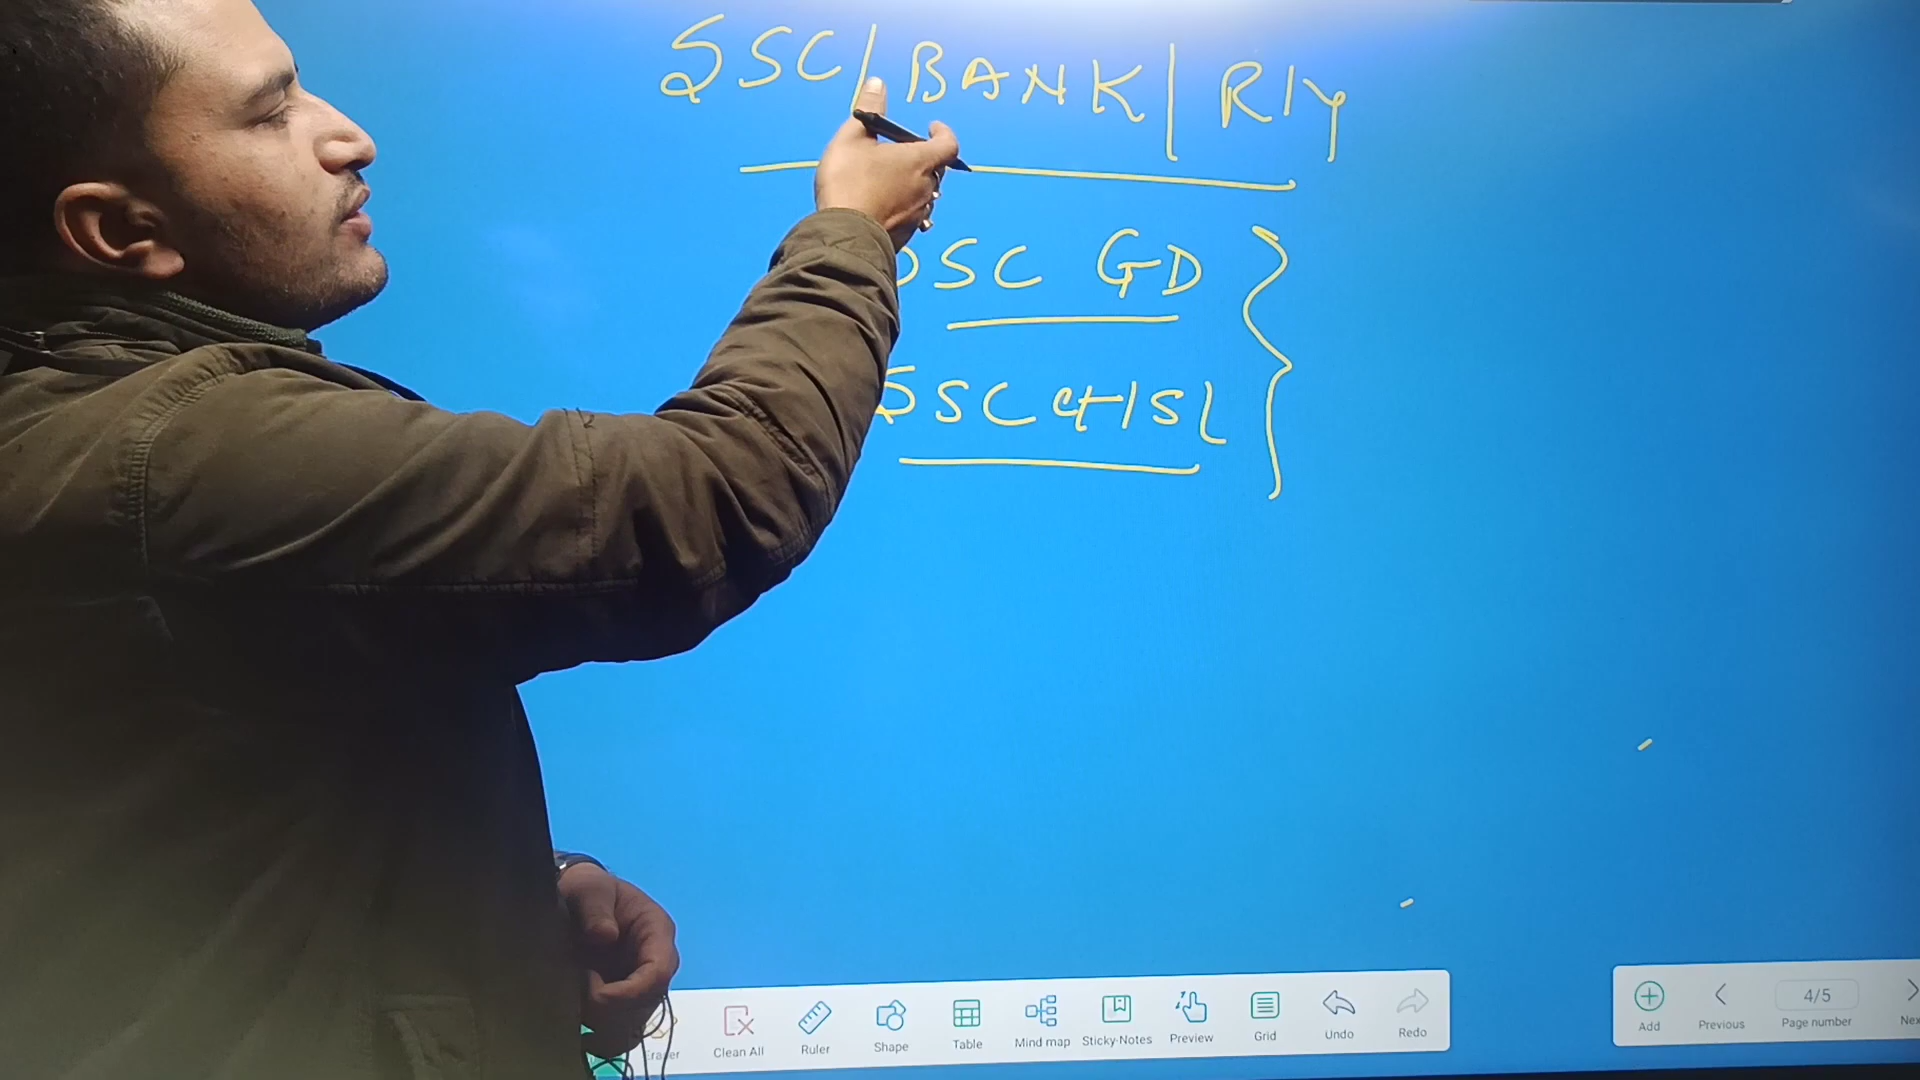 SSC/BANK|Rly
SSC GD
SSC CHSL
Eraser
Clean All
Ruler
Shape
Table
Mind map
Sticky-Notes
Preview
Grid
Undo
Redo
Add
Previous
4/5
Page number